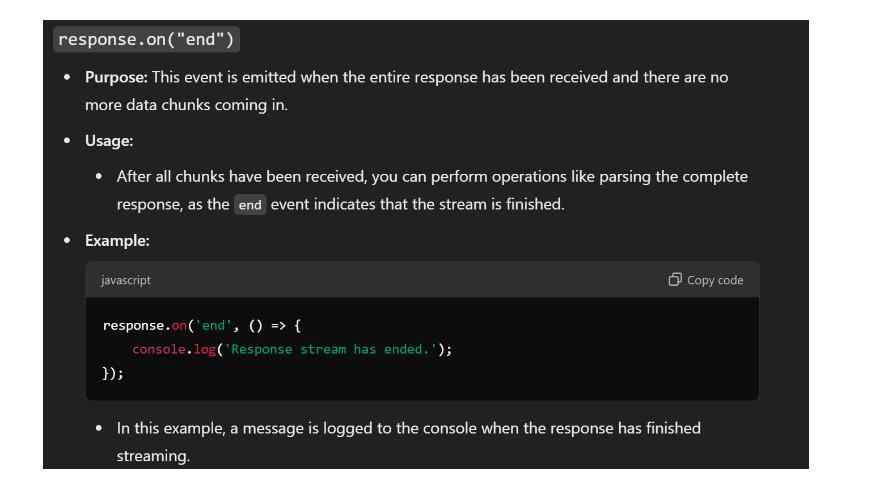 response.on("end")
• Purpose: This event is emitted when the entire response has been received and there are no
more data chunks coming in.
• Usage:
• After all chunks have been received, you can perform operations like parsing the complete
response, as the end event indicates that the stream is finished.
• Example:
javascript Copy code
response.on('end', () => {
    console.log('Response stream has ended.');
});
• In this example, a message is logged to the console when the response has finished
streaming.